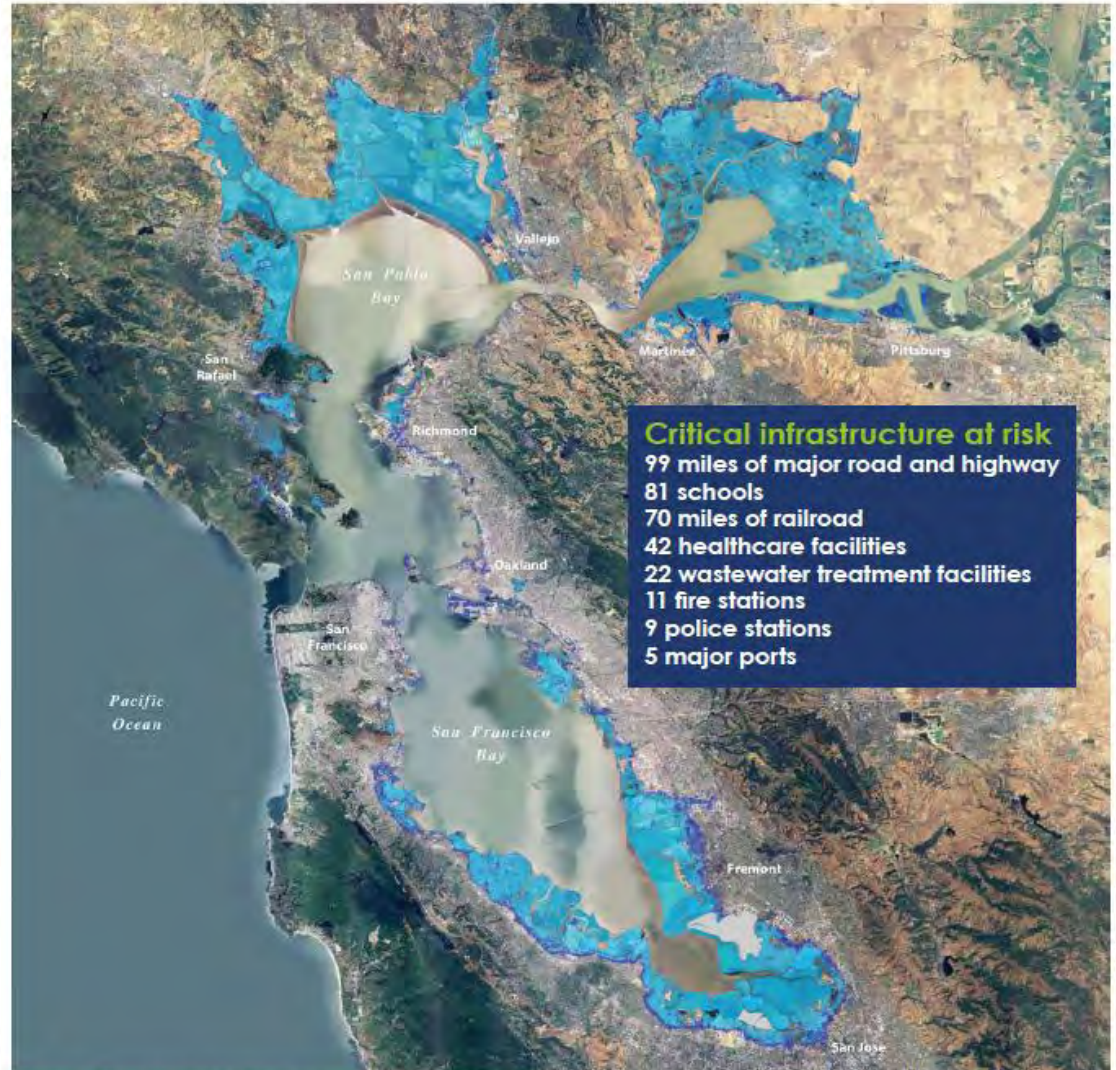 Vallejo
San Pablo
Bay
San
Rafael
Martinez
Pittsburg
Richmond
Critical infrastructure at risk
99 miles of major road and highway
81 schools
70 miles of railroad
42 healthcare facilities
22 wastewater treatment facilities
11 fire stations
9 police stations
5 major ports
Oakland
San
Francisco
Pacific
Ocean
San Francisco
Bay
Fremont
San Jose